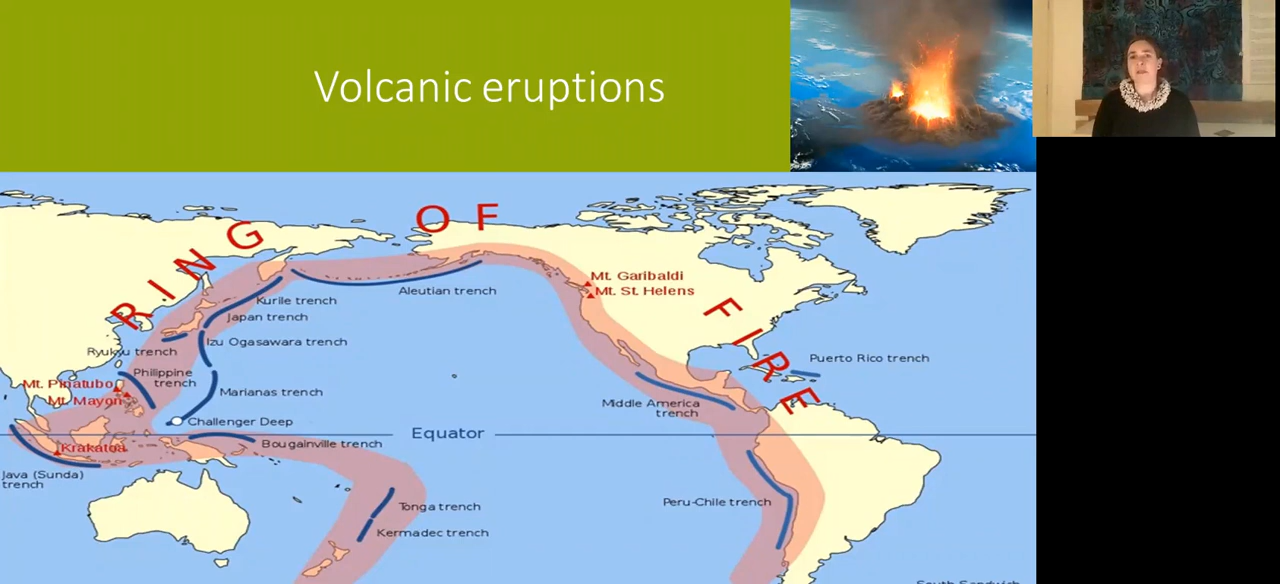 Volcanic eruptions
RING OF FIRE
Mt. Garibaldi
Mt. St. Helens
Aleutian trench
Kurile trench
Japan trench
Izu Ogasawara trench
Ryukyu trench
Puerto Rico trench
Philippine
trench
Mt. Pinatubo
Mt. Mayon
Marianas trench
Middle America
trench
Challenger Deep
Equator
Bougainville trench
Krakatoa
Java (Sunda)
trench
Peru-Chile trench
Tonga trench
Kermadec trench
South Sandwich